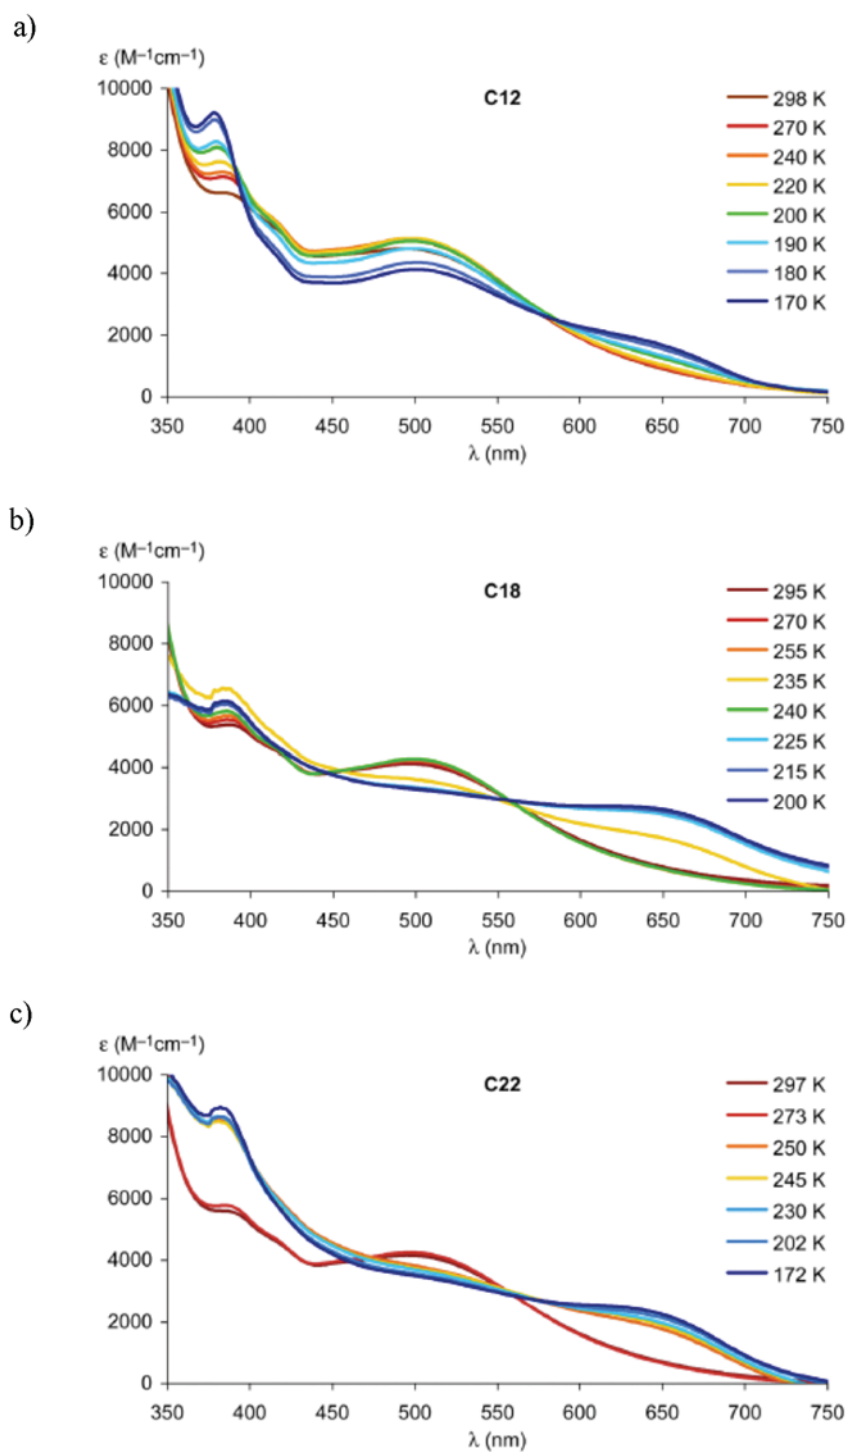 a)
ε (M⁻¹cm⁻¹)
C12
10000
8000
6000
4000
2000
0
350 400 450 500 550 600 650 700 750
λ (nm)
298 K
270 K
240 K
220 K
200 K
190 K
180 K
170 K
b)
ε (M⁻¹cm⁻¹)
C18
10000
8000
6000
4000
2000
0
350 400 450 500 550 600 650 700 750
λ (nm)
295 K
270 K
255 K
235 K
240 K
225 K
215 K
200 K
c)
ε (M⁻¹cm⁻¹)
C22
10000
8000
6000
4000
2000
0
350 400 450 500 550 600 650 700 750
λ (nm)
297 K
273 K
250 K
245 K
230 K
202 K
172 K